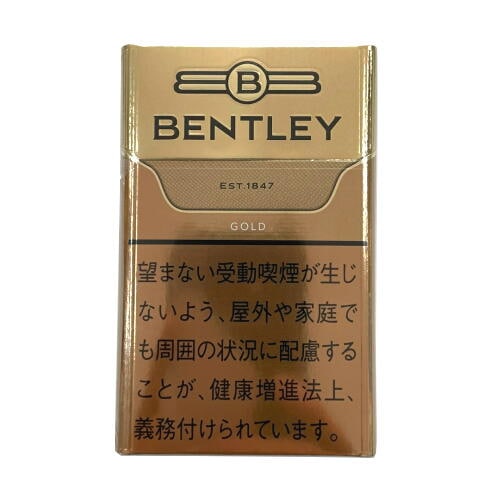 B
BENTLEY
EST.1847
GOLD
望まない受動喫煙が生じ
ないよう、屋外や家庭で
も周囲の状況に配慮する
ことが、健康増進法上、
義務付けられています。